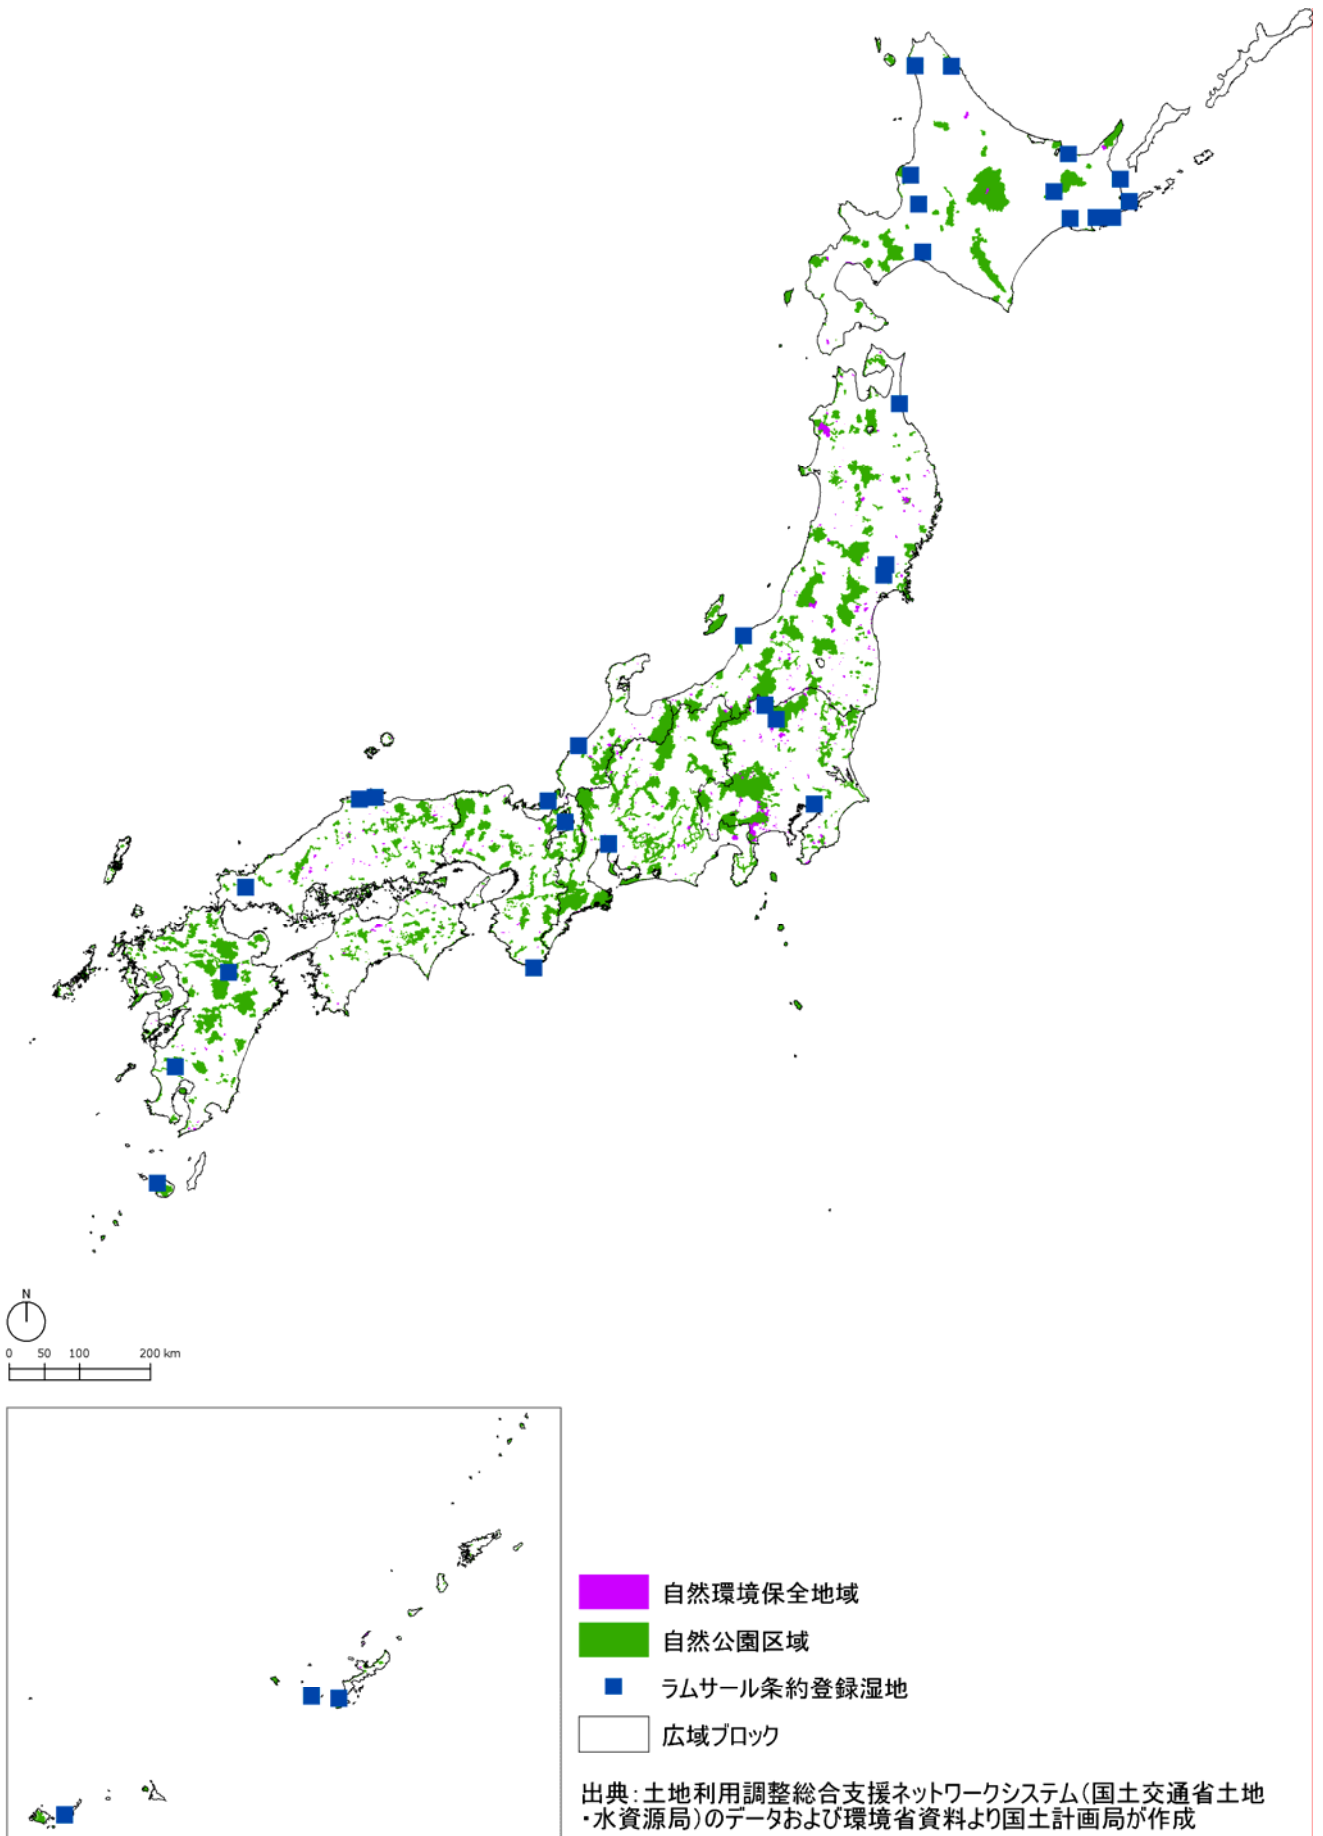 N
0 50 100 200 km
自然環境保全地域
自然公園区域
ラムサール条約登録湿地
広域ブロック
出典：土地利用調整総合支援ネットワークシステム（国土交通省土地
・水資源局）のデータおよび環境省資料より国土計画局が作成